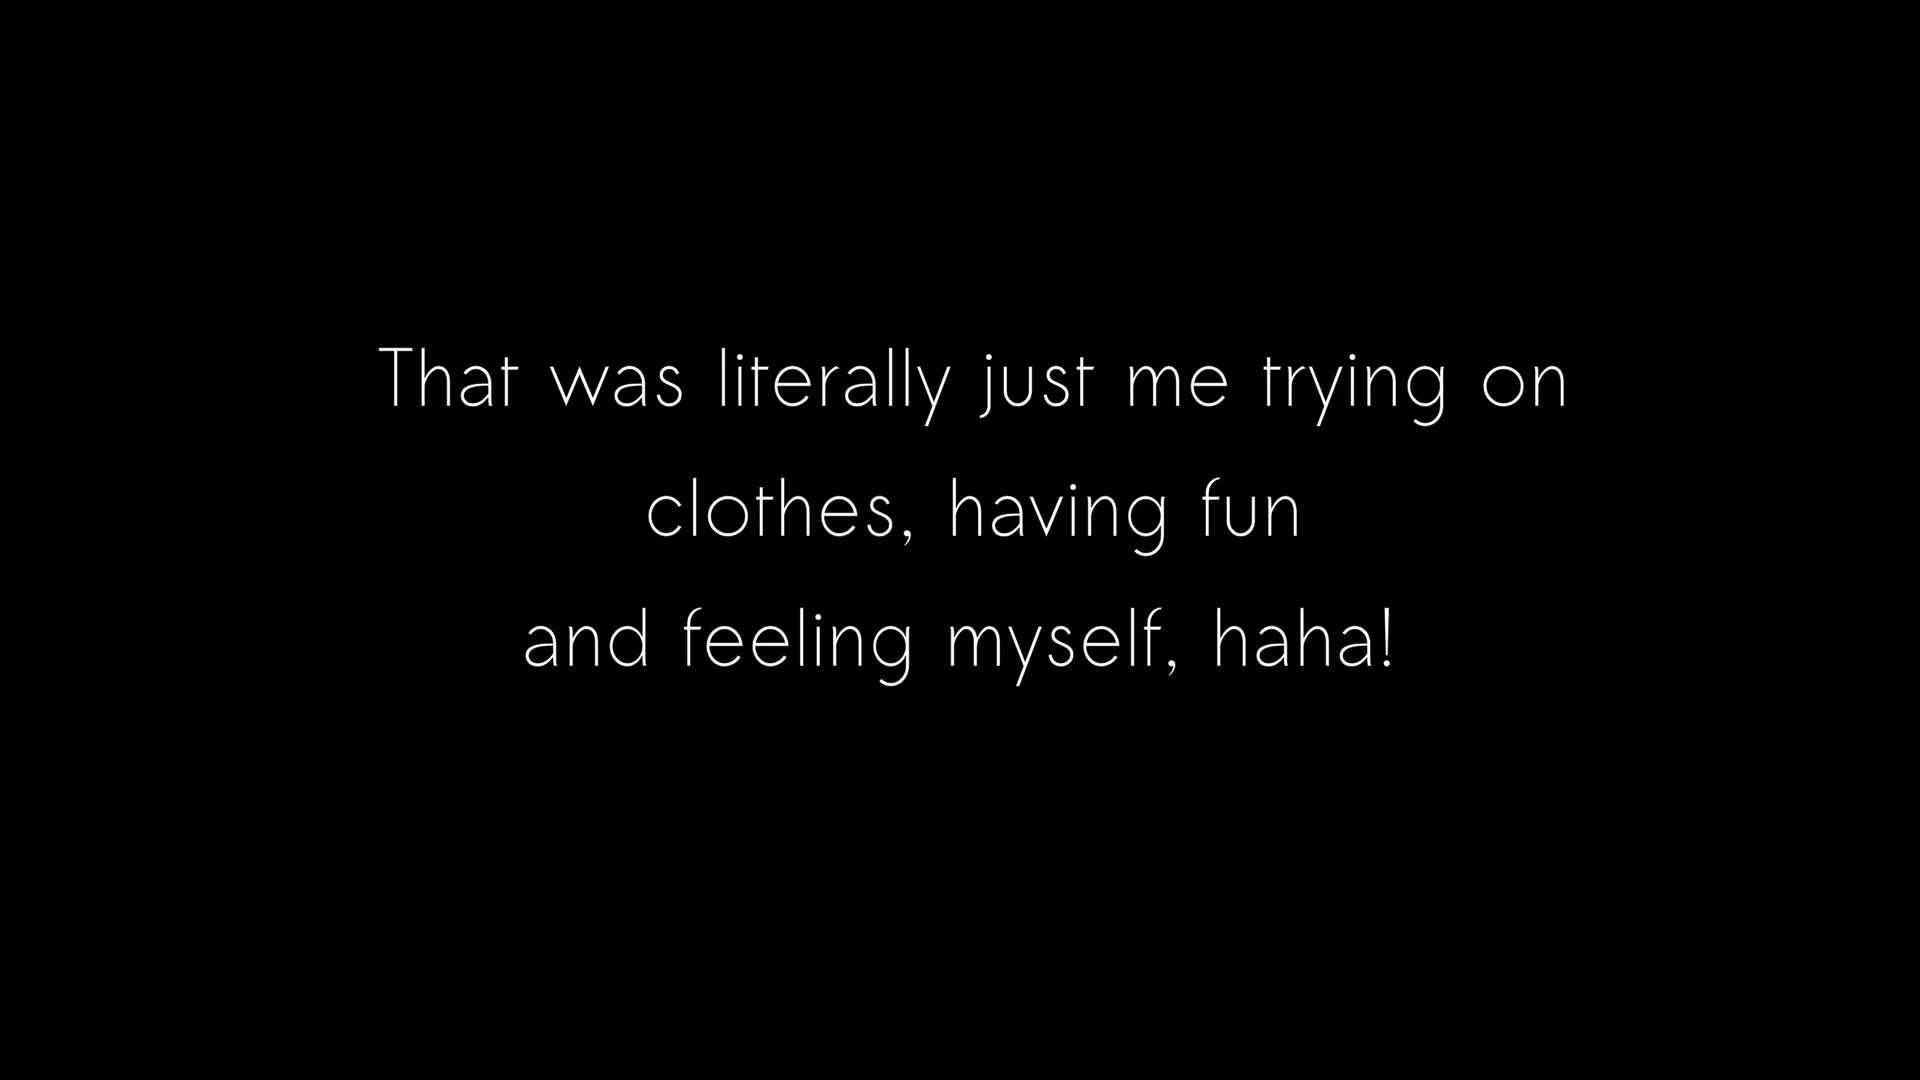 That was literally just me trying on
clothes, having fun
and feeling myself, haha!